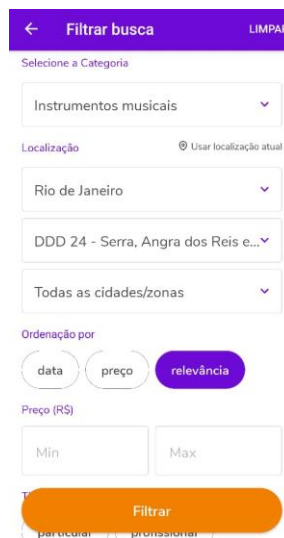 Filtrar busca LIMPAR
Selecione a Categoria
Instrumentos musicais
Localização Usar localização atual
Rio de Janeiro
DDD 24 - Serra, Angra dos Reis e...
Todas as cidades/zonas
Ordenação por
data preço relevância
Preço (R$)
Min Max
Filtrar
particular profissional